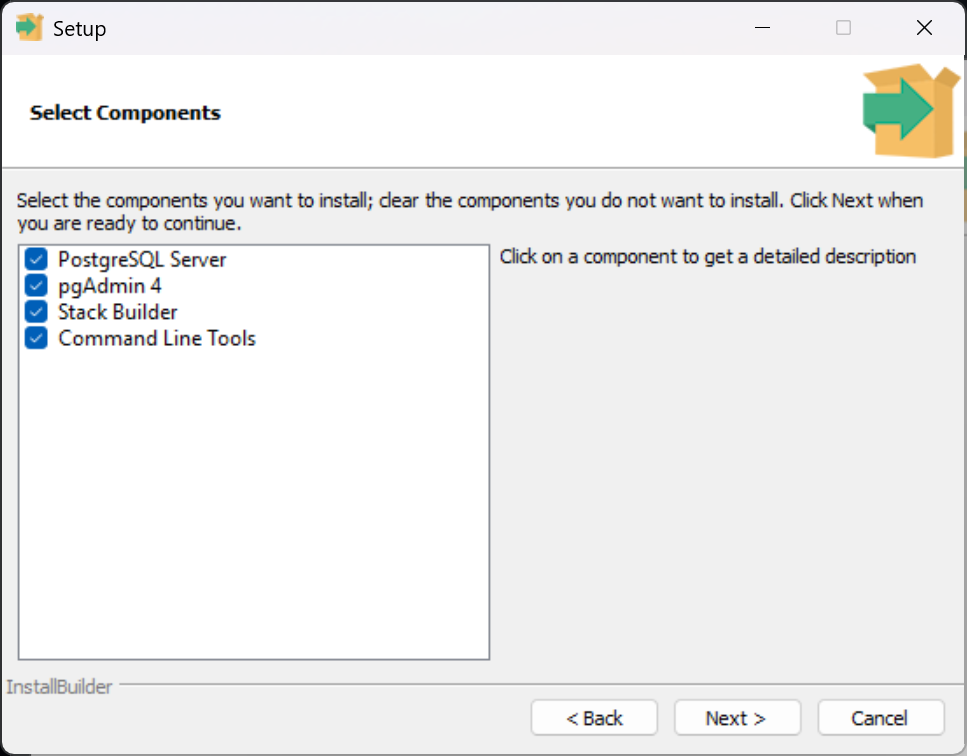 Setup
Select Components
Select the components you want to install; clear the components you do not want to install. Click Next when
you are ready to continue.
PostgreSQL Server
pgAdmin 4
Stack Builder
Command Line Tools
Click on a component to get a detailed description
InstallBuilder
< Back
Next >
Cancel